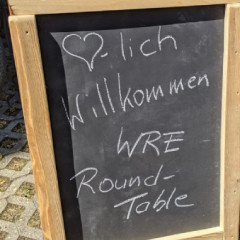 ♡-lich
Willkommen
WRE
Round-
Table